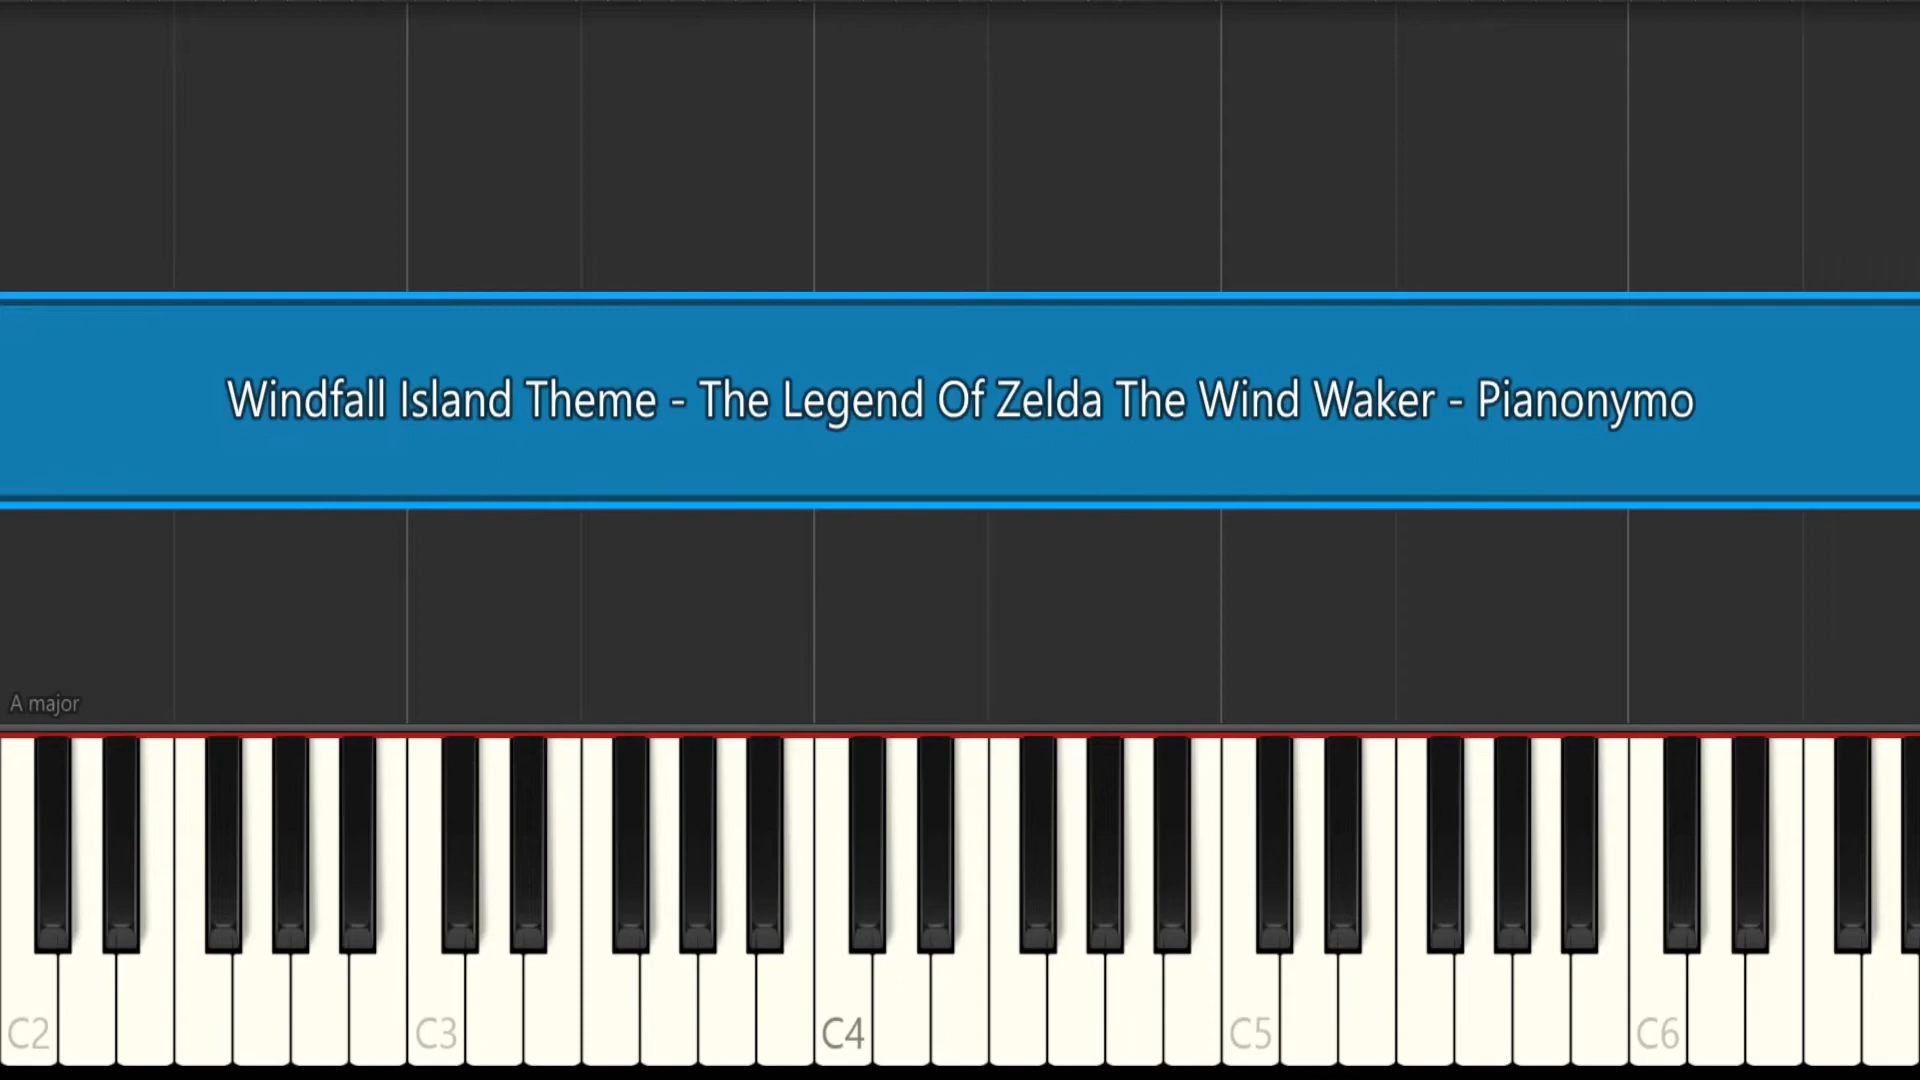 Windfall Island Theme - The Legend Of Zelda The Wind Waker - Pianonymo
A major
C2 C3 C4 C5 C6